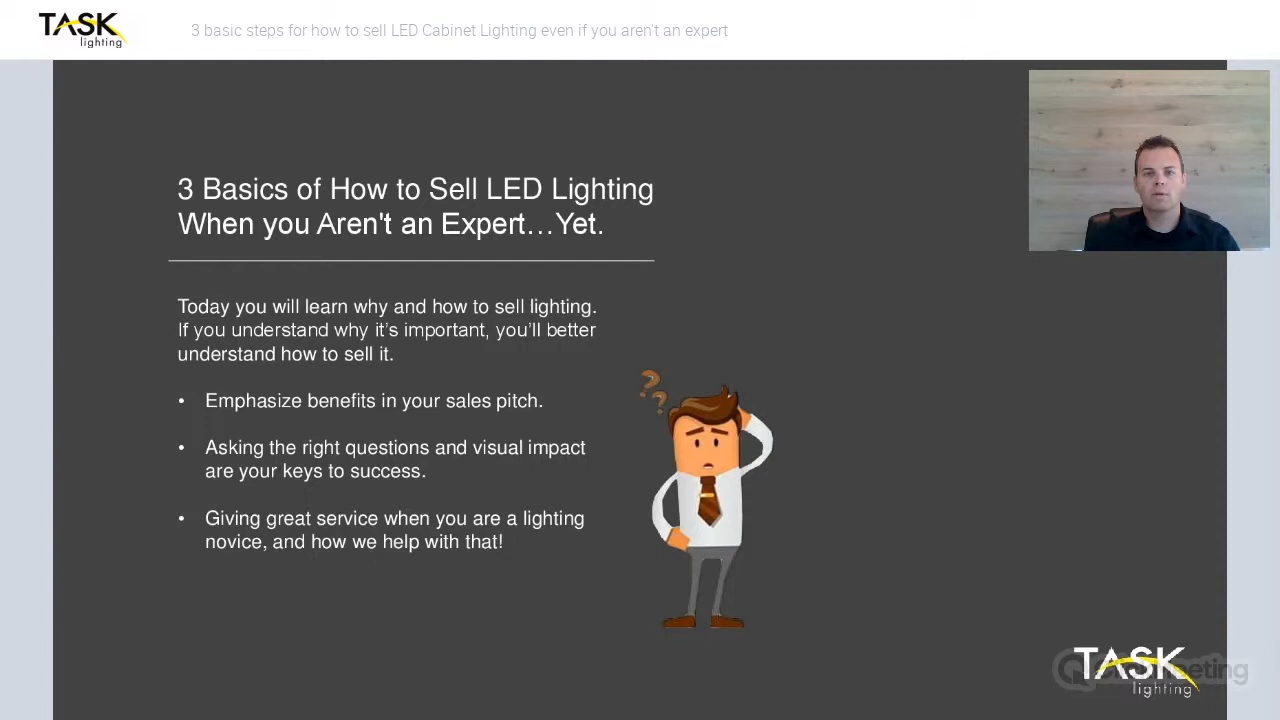 TASK
lighting
3 basic steps for how to sell LED Cabinet Lighting even if you aren't an expert
3 Basics of How to Sell LED Lighting
When you Aren't an Expert...Yet.
Today you will learn why and how to sell lighting.
If you understand why it's important, you'll better
understand how to sell it.
• Emphasize benefits in your sales pitch.
• Asking the right questions and visual impact
are your keys to success.
• Giving great service when you are a lighting
novice, and how we help with that!
? ?
TASK
lighting